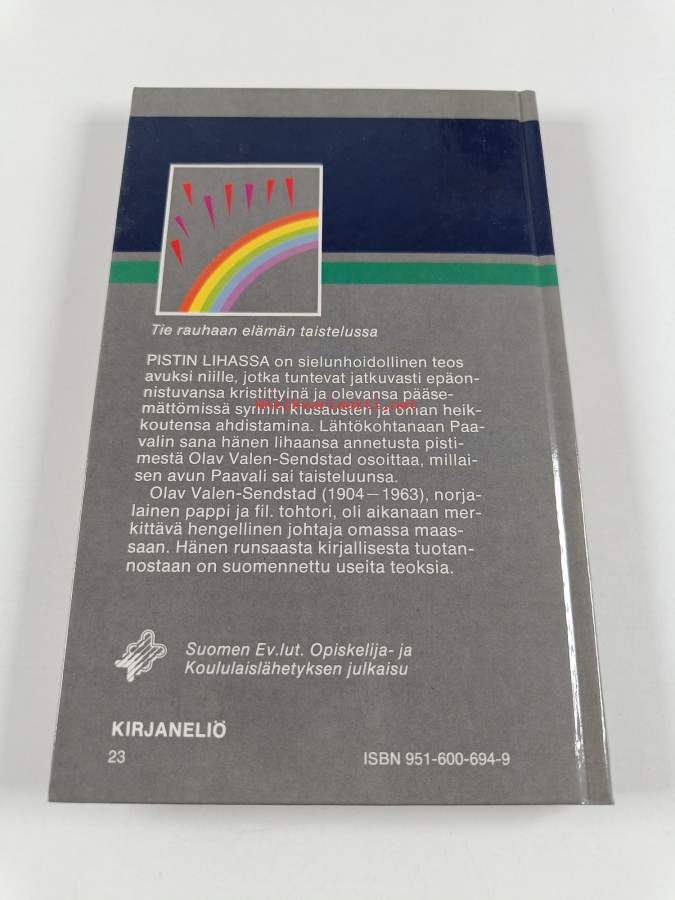 Tie rauhaan elämän taistelussa
PISTIN LIHASSA on sielunhoidollinen teos
avuksi niille, jotka tuntevat jatkuvasti epäon-
nistuvansa kristittyinä ja olevansa pääse-
mättömissä synnin kiusausten ja oman heik-
koutensa ahdistamina. Lähtökohtanaan Paa-
valin sana hänen lihaansa annetusta pisti-
mestä Olav Valen-Sendstad osoittaa, millai-
sen avun Paavali sai taisteluunsa.
Olav Valen-Sendstad (1904—1963), norja-
lainen pappi ja fil. tohtori, oli aikanaan mer-
kittävä hengellinen johtaja omassa maas-
saan. Hänen runsaasta kirjallisesta tuotan-
nostaan on suomennettu useita teoksia.
Suomen Ev.lut. Opiskelija- ja
Koululaislähetyksen julkaisu
KIRJANELIÖ
23
ISBN 951-600-694-9